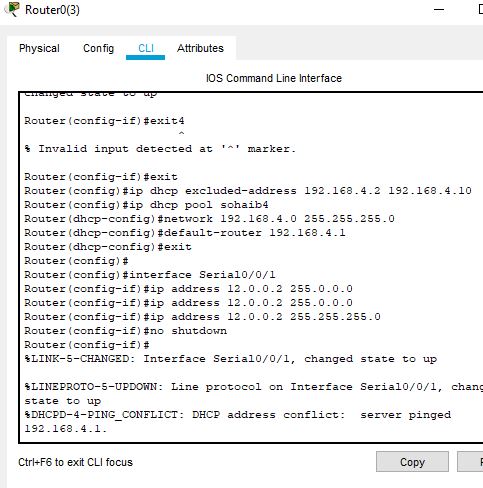 Router0(3)
Physical Config CLI Attributes
IOS Command Line Interface
changed state to up
Router(config-if)#exit4
^
% Invalid input detected at '^' marker.
Router(config-if)#exit
Router(config)#ip dhcp excluded-address 192.168.4.2 192.168.4.10
Router(config)#ip dhcp pool sohaib4
Router(dhcp-config)#network 192.168.4.0 255.255.255.0
Router(dhcp-config)#default-router 192.168.4.1
Router(dhcp-config)#exit
Router(config)#
Router(config)#interface Serial0/0/1
Router(config-if)#ip address 12.0.0.2 255.0.0.0
Router(config-if)#ip address 12.0.0.2 255.0.0.0
Router(config-if)#ip address 12.0.0.2 255.255.255.0
Router(config-if)#no shutdown
Router(config-if)#
%LINK-5-CHANGED: Interface Serial0/0/1, changed state to up
%LINEPROTO-5-UPDOWN: Line protocol on Interface Serial0/0/1, chang
state to up
%DHCPD-4-PING_CONFLICT: DHCP address conflict: server pinged
192.168.4.1.
Ctrl+F6 to exit CLI focus Copy